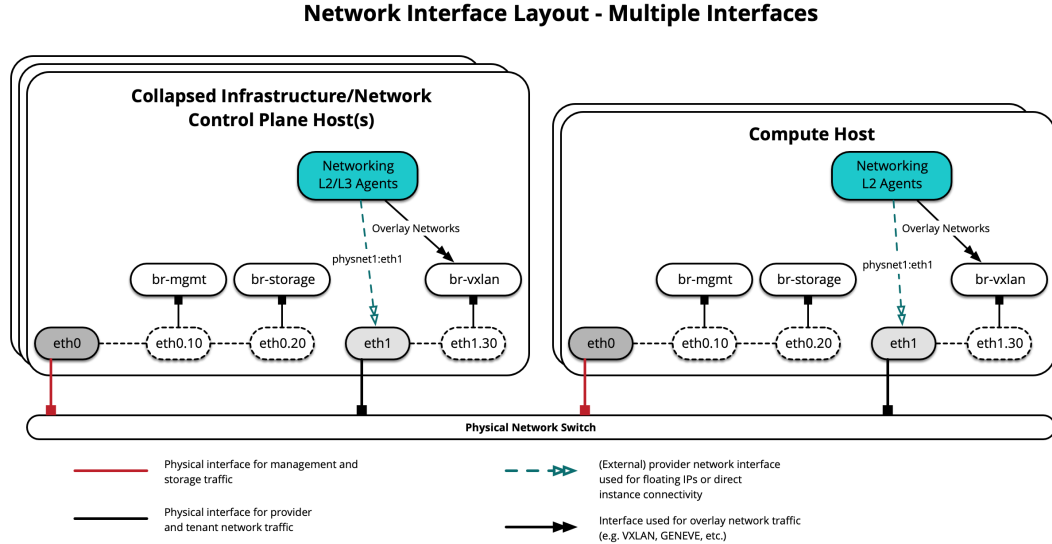 Network Interface Layout - Multiple Interfaces
Collapsed Infrastructure/Network
Control Plane Host(s)
Networking
L2/L3 Agents
Overlay Networks
physnet1:eth1
br-mgmt
br-storage
br-vxlan
eth0
eth0.10
eth0.20
eth1
eth1.30
Compute Host
Networking
L2 Agents
Overlay Networks
physnet1:eth1
br-mgmt
br-storage
br-vxlan
eth0
eth0.10
eth0.20
eth1
eth1.30
Physical Network Switch
Physical interface for management and
storage traffic
Physical interface for provider
and tenant network traffic
(External) provider network interface
used for floating IPs or direct
instance connectivity
Interface used for overlay network traffic
(e.g. VXLAN, GENEVE, etc.)